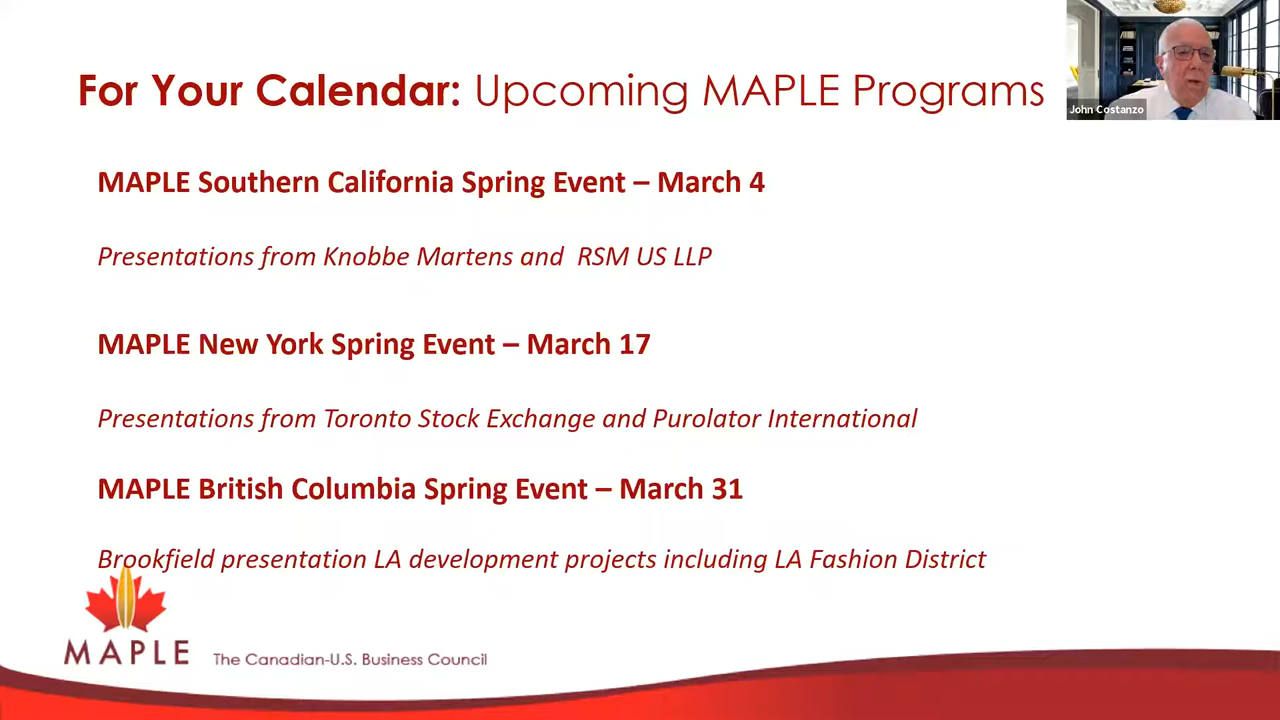 For Your Calendar: Upcoming MAPLE Programs
John Costanzo
MAPLE Southern California Spring Event – March 4
Presentations from Knobbe Martens and  RSM US LLP
MAPLE New York Spring Event – March 17
Presentations from Toronto Stock Exchange and Purolator International
MAPLE British Columbia Spring Event – March 31
Brookfield presentation LA development projects including LA Fashion District
MAPLE The Canadian-U.S. Business Council